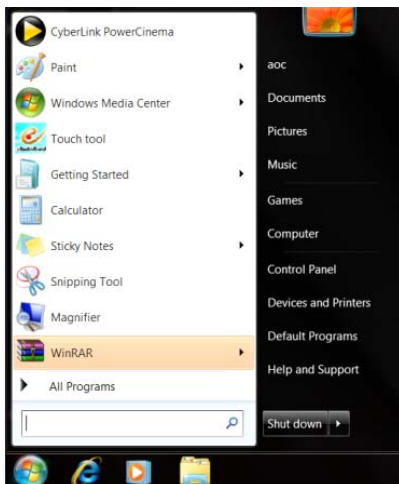 CyberLink PowerCinema
Paint
Windows Media Center
Touch tool
Getting Started
Calculator
Sticky Notes
Snipping Tool
Magnifier
WinRAR
All Programs
aoc
Documents
Pictures
Music
Games
Computer
Control Panel
Devices and Printers
Default Programs
Help and Support
Shut down